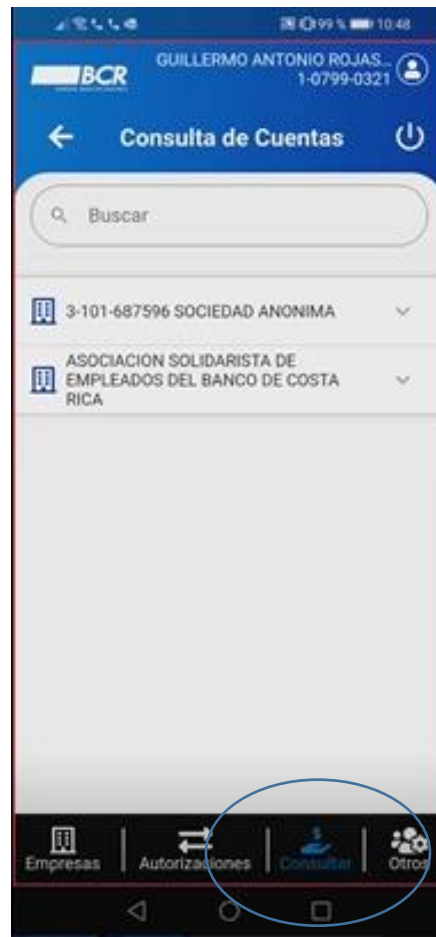 99 % 10:48
BCR
GUILLERMO ANTONIO ROJAS...
1-0799-0321
Consulta de Cuentas
Buscar
3-101-687596 SOCIEDAD ANONIMA
ASOCIACION SOLIDARISTA DE
EMPLEADOS DEL BANCO DE COSTA
RICA
Empresas
Autorizaciones
Consultar
Otros